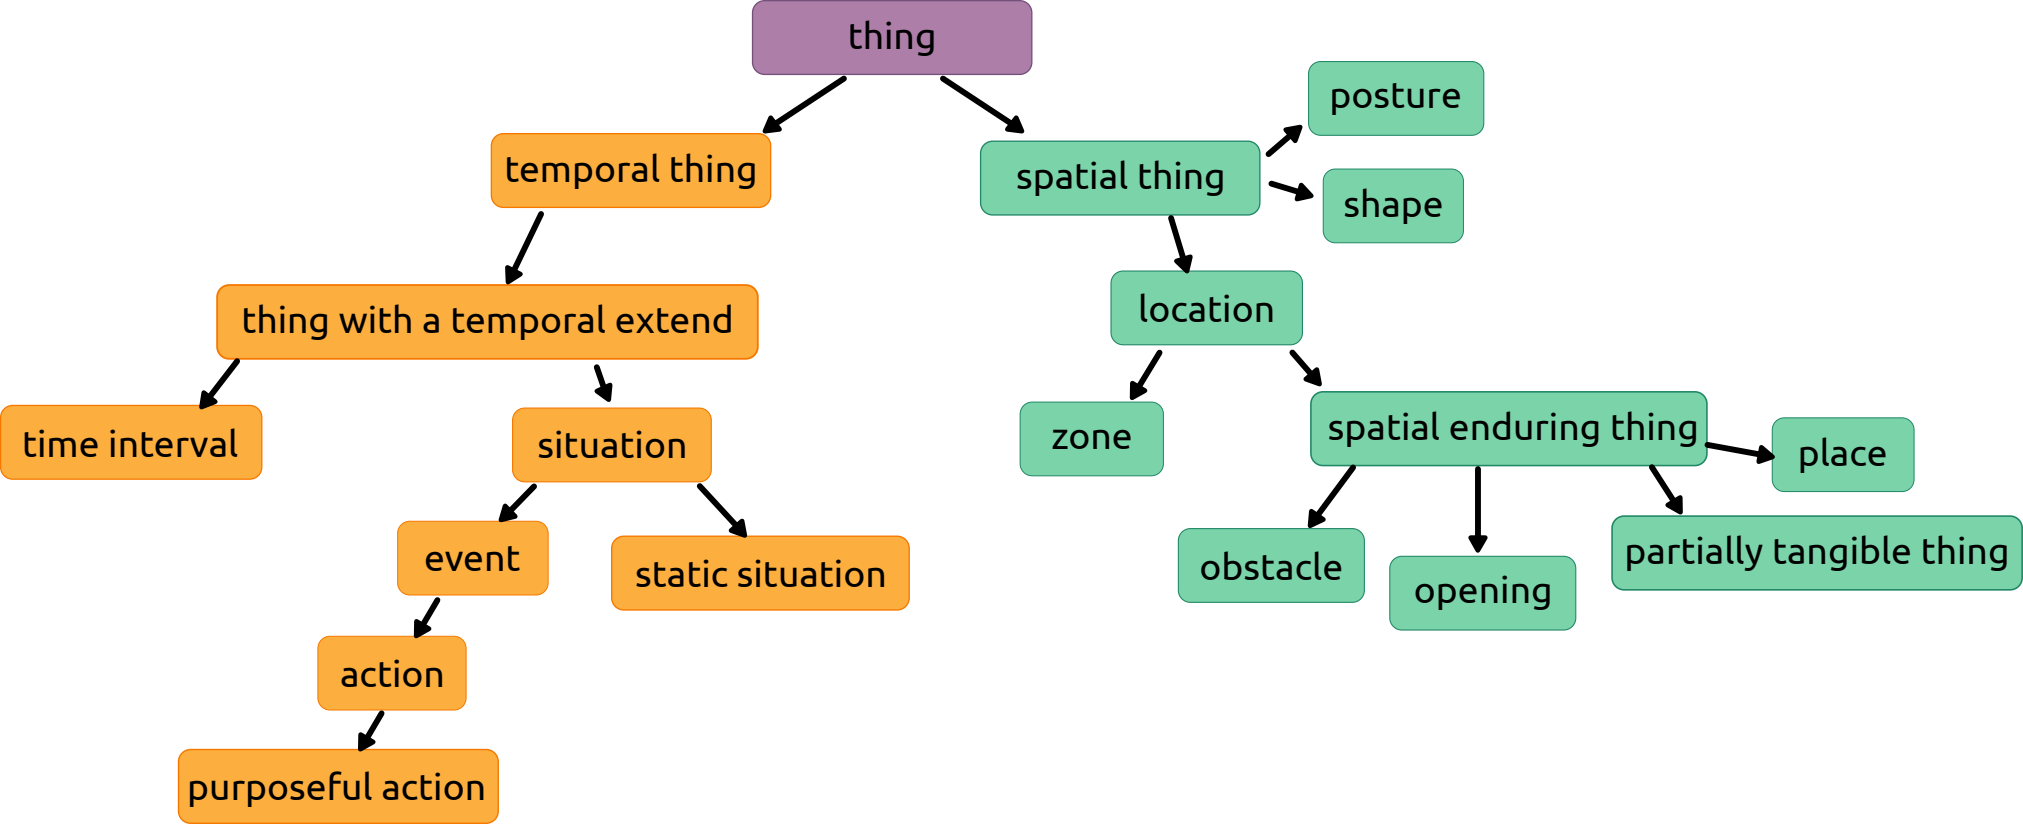 thing
posture
temporal thing
spatial thing
shape
thing with a temporal extend
location
time interval
situation
zone
spatial enduring thing
place
event
static situation
obstacle
opening
partially tangible thing
action
purposeful action